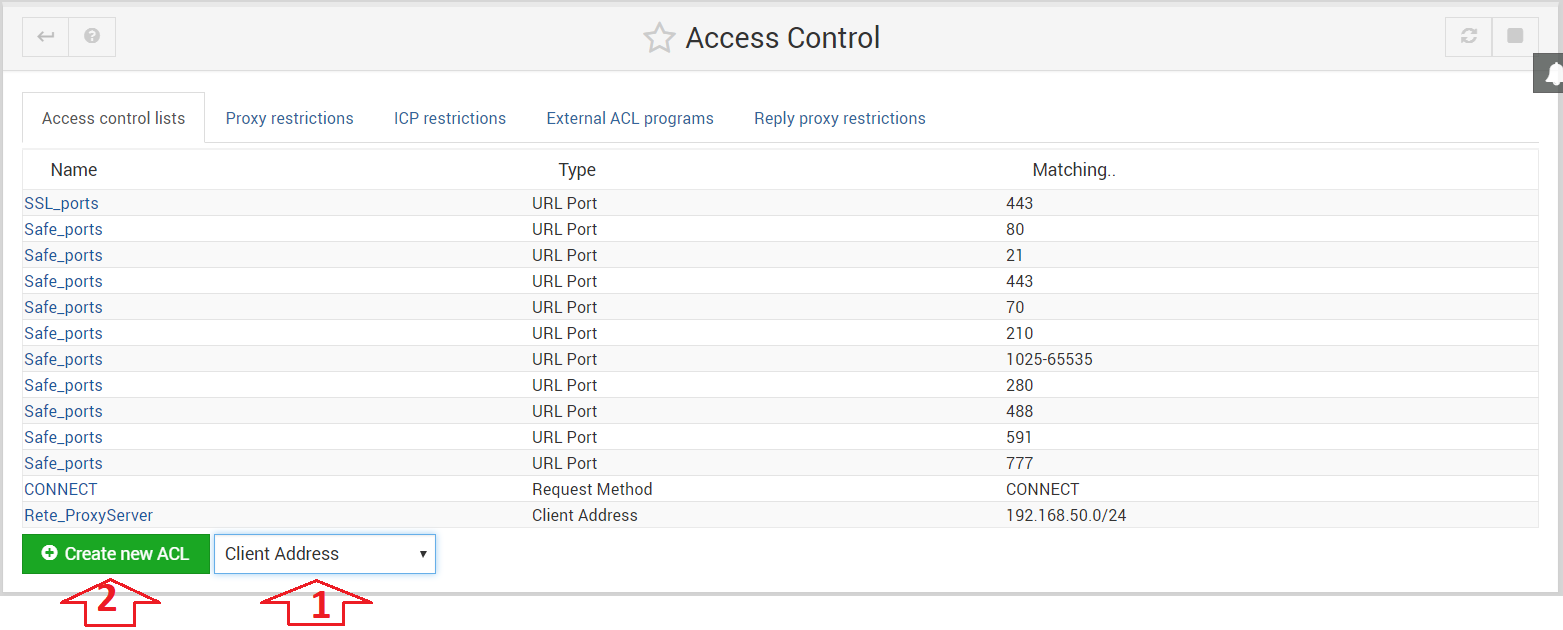 Access Control
Access control lists Proxy restrictions ICP restrictions External ACL programs Reply proxy restrictions
Name Type Matching..
SSL_ports URL Port 443
Safe_ports URL Port 80
Safe_ports URL Port 21
Safe_ports URL Port 443
Safe_ports URL Port 70
Safe_ports URL Port 210
Safe_ports URL Port 1025-65535
Safe_ports URL Port 280
Safe_ports URL Port 488
Safe_ports URL Port 591
Safe_ports URL Port 777
CONNECT Request Method CONNECT
Rete_ProxyServer Client Address 192.168.50.0/24
Create new ACL Client Address
2 1